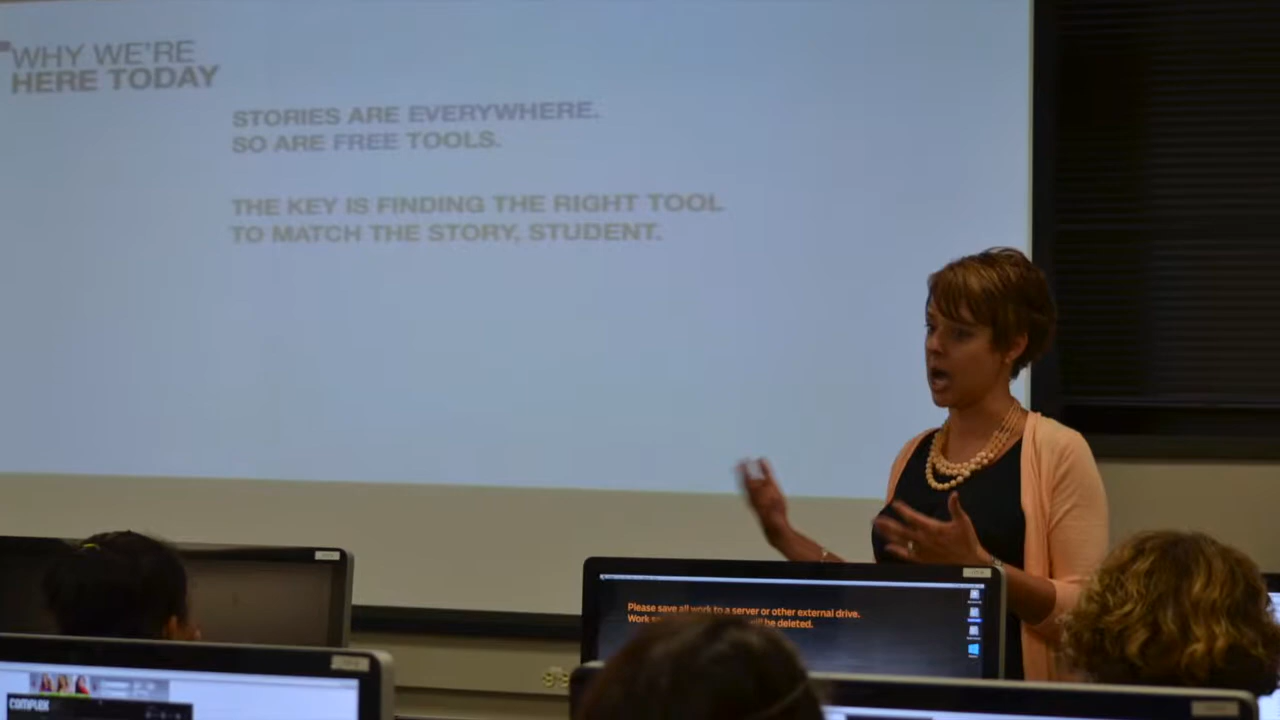 WHY WE'RE
HERE TODAY
STORIES ARE EVERYWHERE.
SO ARE FREE TOOLS.
THE KEY IS FINDING THE RIGHT TOOL
TO MATCH THE STORY, STUDENT.
Please save all work to a server or other external drive.
Work will be deleted.
COMPLEX